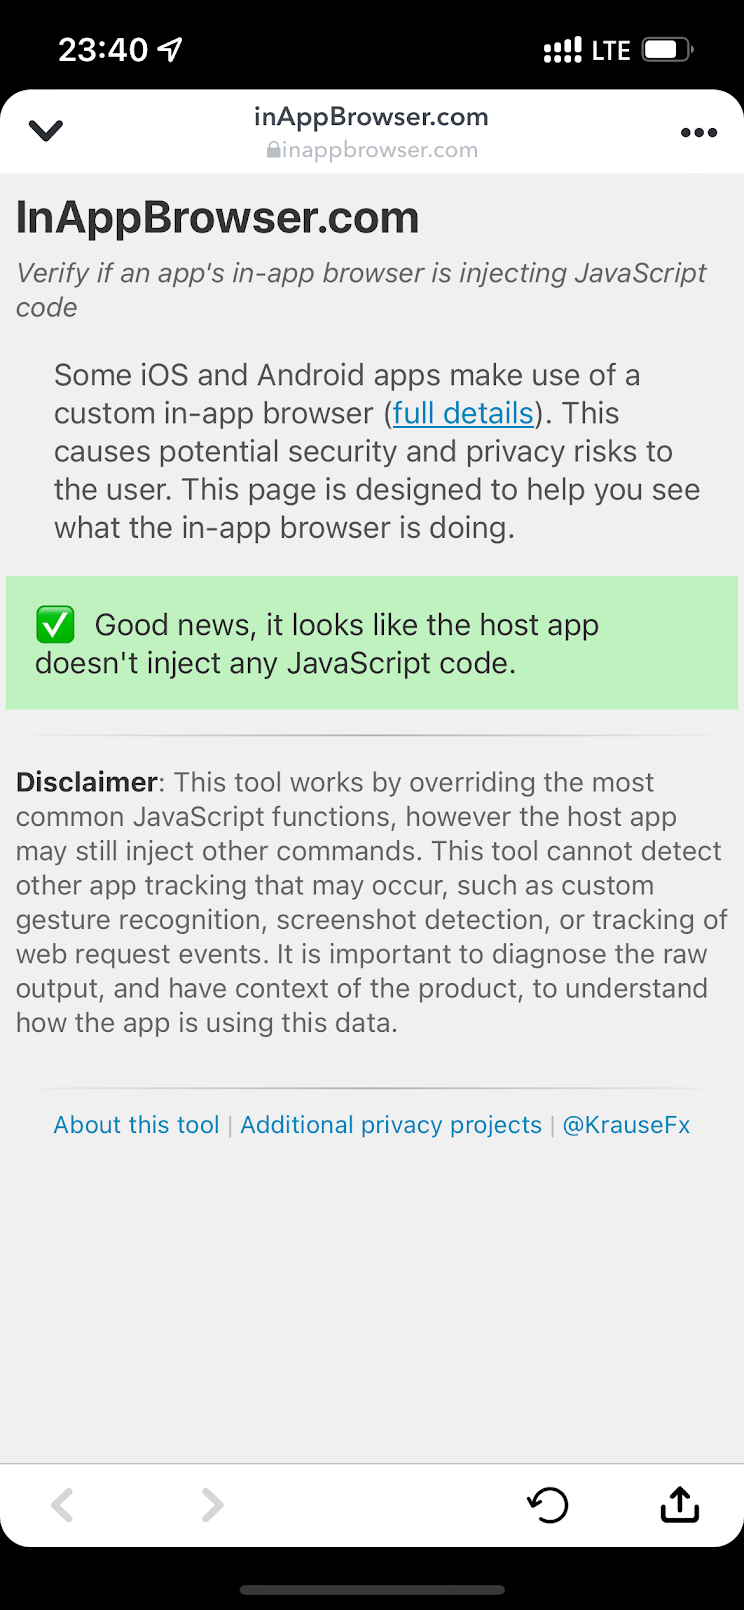 23:40
LTE
inAppBrowser.com
inappbrowser.com
InAppBrowser.com
Verify if an app's in-app browser is injecting JavaScript
code
Some iOS and Android apps make use of a
custom in-app browser (full details). This
causes potential security and privacy risks to
the user. This page is designed to help you see
what the in-app browser is doing.
✅ Good news, it looks like the host app
doesn't inject any JavaScript code.
Disclaimer: This tool works by overriding the most
common JavaScript functions, however the host app
may still inject other commands. This tool cannot detect
other app tracking that may occur, such as custom
gesture recognition, screenshot detection, or tracking of
web request events. It is important to diagnose the raw
output, and have context of the product, to understand
how the app is using this data.
About this tool | Additional privacy projects | @KrauseFx